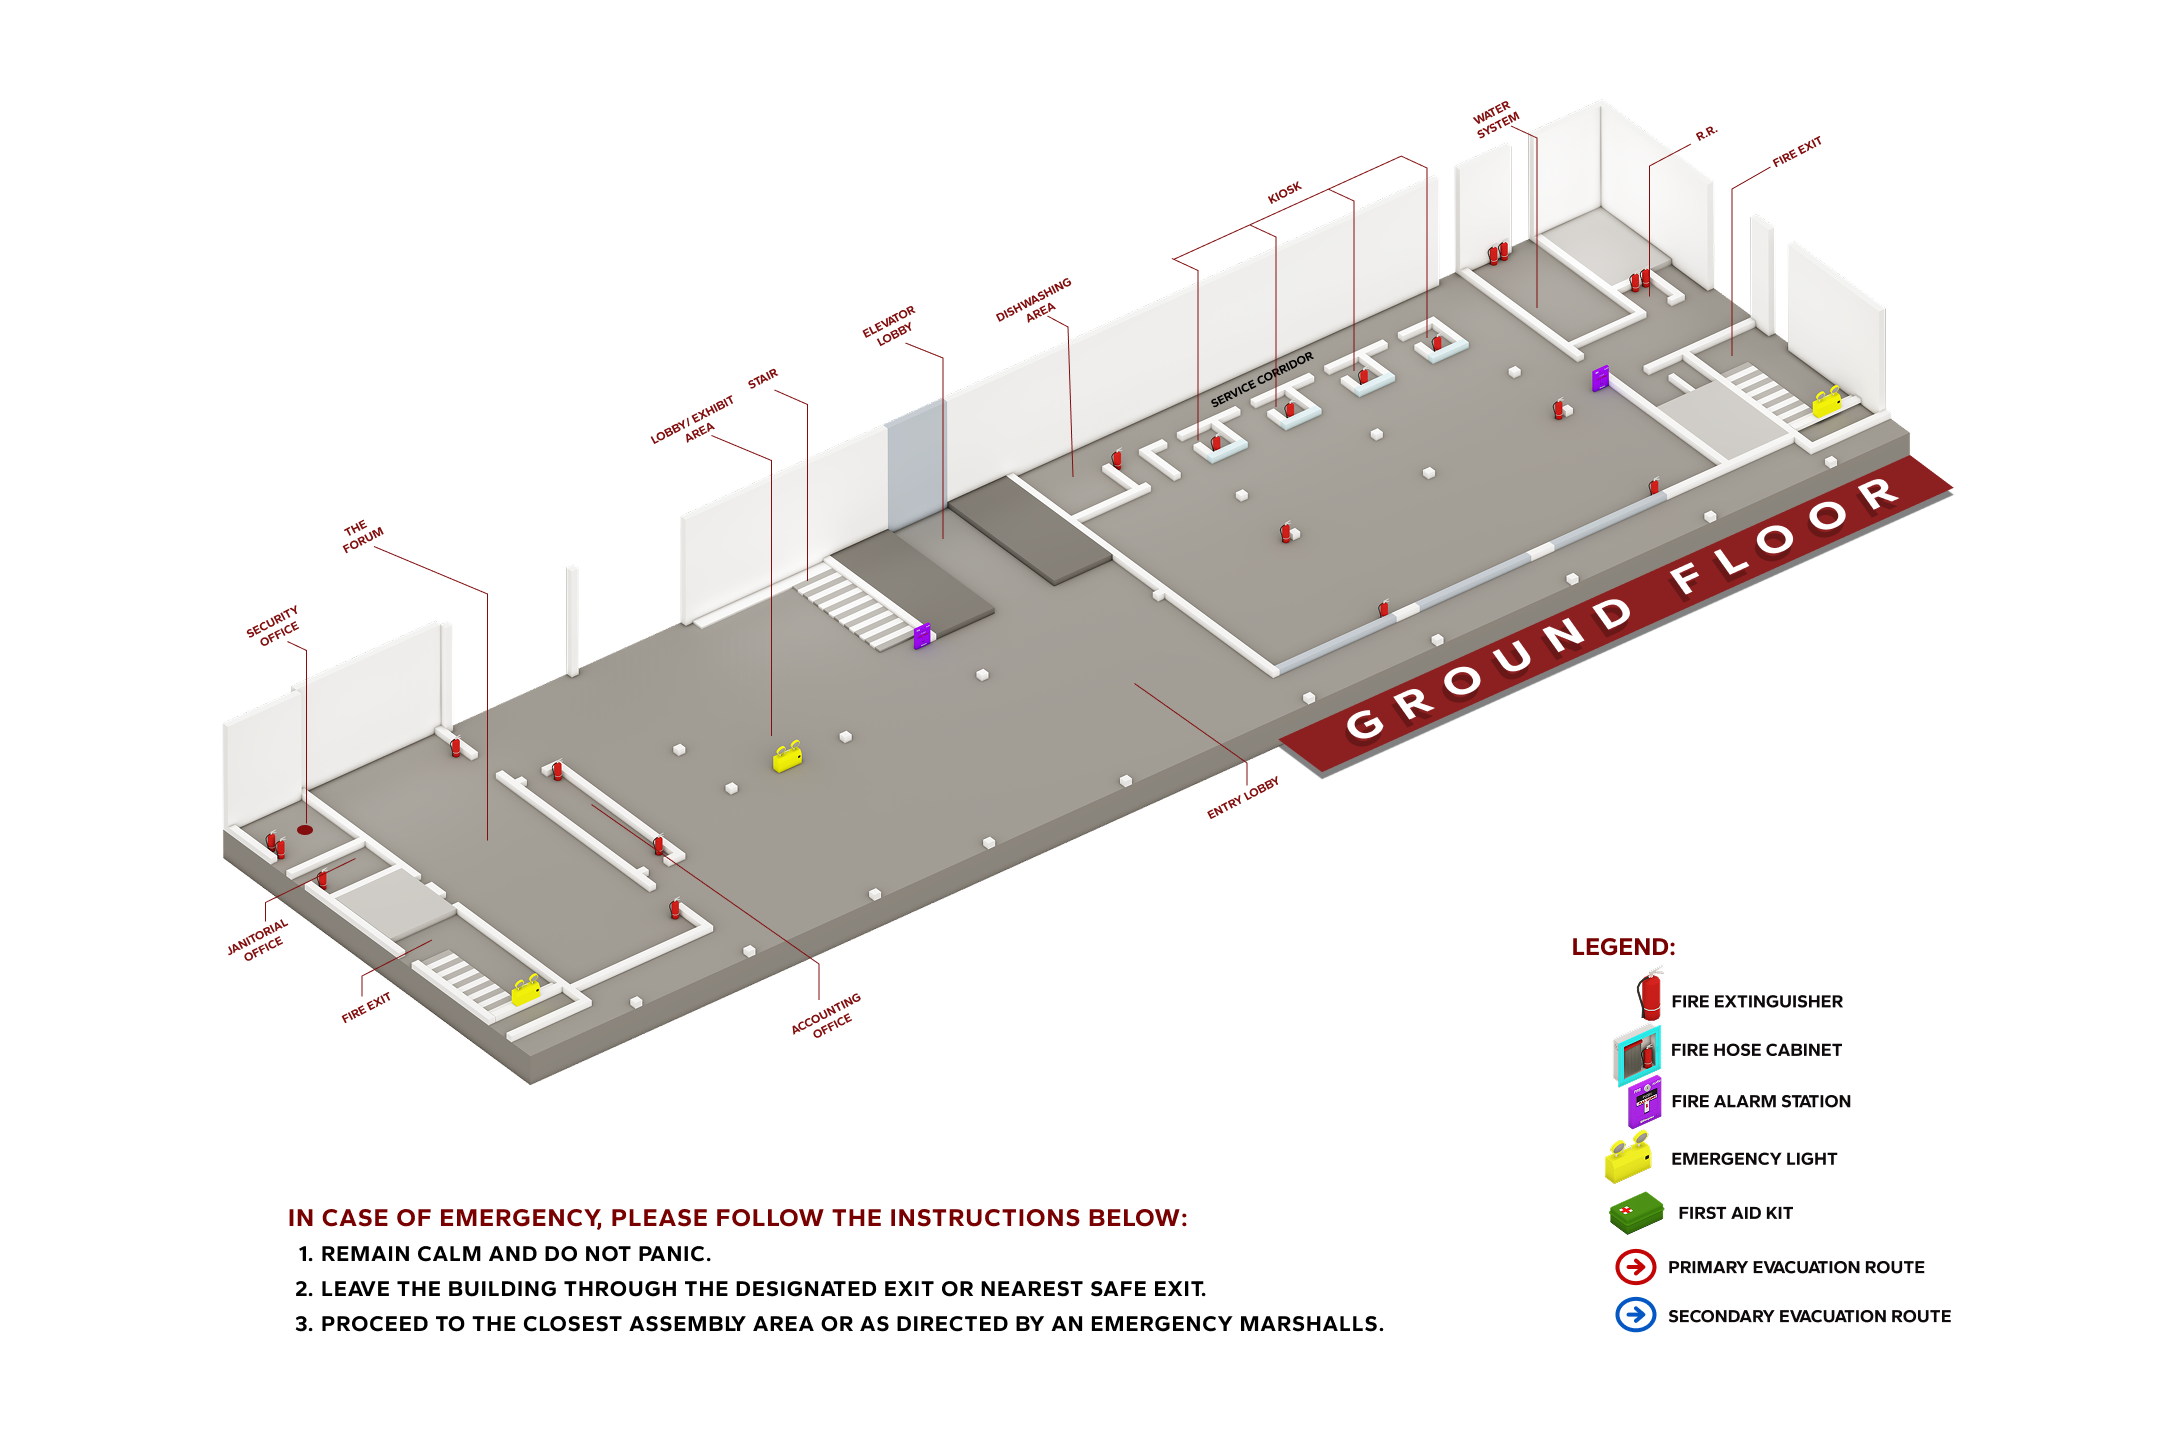 WATER
SYSTEM
R.R.
FIRE EXIT
KIOSK
DISHWASHING
AREA
ELEVATOR
LOBBY
SERVICE CORRIDOR
STAIR
LOBBY/ EXHIBIT
AREA
THE
FORUM
SECURITY
OFFICE
GROUND FLOOR
ENTRY LOBBY
JANITORIAL
OFFICE
FIRE EXIT
ACCOUNTING
OFFICE
LEGEND:
FIRE EXTINGUISHER
FIRE HOSE CABINET
FIRE ALARM STATION
EMERGENCY LIGHT
FIRST AID KIT
PRIMARY EVACUATION ROUTE
SECONDARY EVACUATION ROUTE
IN CASE OF EMERGENCY, PLEASE FOLLOW THE INSTRUCTIONS BELOW:
1. REMAIN CALM AND DO NOT PANIC.
2. LEAVE THE BUILDING THROUGH THE DESIGNATED EXIT OR NEAREST SAFE EXIT.
3. PROCEED TO THE CLOSEST ASSEMBLY AREA OR AS DIRECTED BY AN EMERGENCY MARSHALLS.